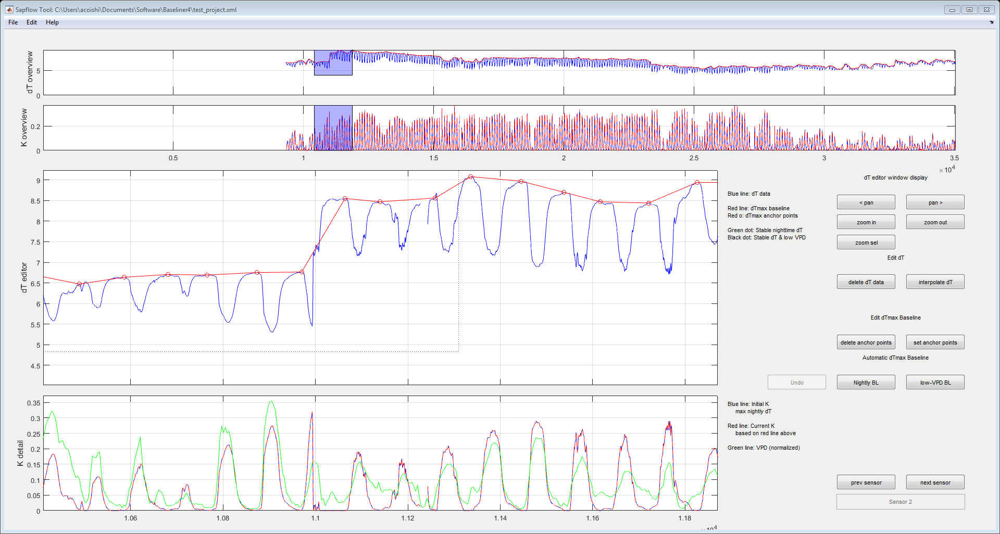 Sapflow Tool: C:\Users\acoishi\Documents\Software\Baseliner4\test_project.xml
File Edit Help
dT overview
5
0
K overview
0.2
0
0.5 1 1.5 2 2.5 3 3.5
×10^4
dT editor
9
8.5
8
7.5
7
6.5
6
5.5
5
4.5
Blue line: dT data
Red line: dTmax baseline
Red o: dTmax anchor points
Green dot: Stable nighttime dT
Black dot: Stable dT & low VPD
dT editor window display
< pan pan >
zoom in zoom out
zoom sel
Edit dT
delete dT data interpolate dT
Edit dTmax Baseline
delete anchor points set anchor points
Automatic dTmax Baseline
Undo Nightly BL low-VPD BL
K detail
0.35
0.3
0.25
0.2
0.15
0.1
0.05
0
1.06 1.08 1.1 1.12 1.14 1.16 1.18
×10^4
Blue line: Initial K
max nightly dT
Red line: Current K
based on red line above
Green line: VPD (normalized)
prev sensor next sensor
Sensor 2